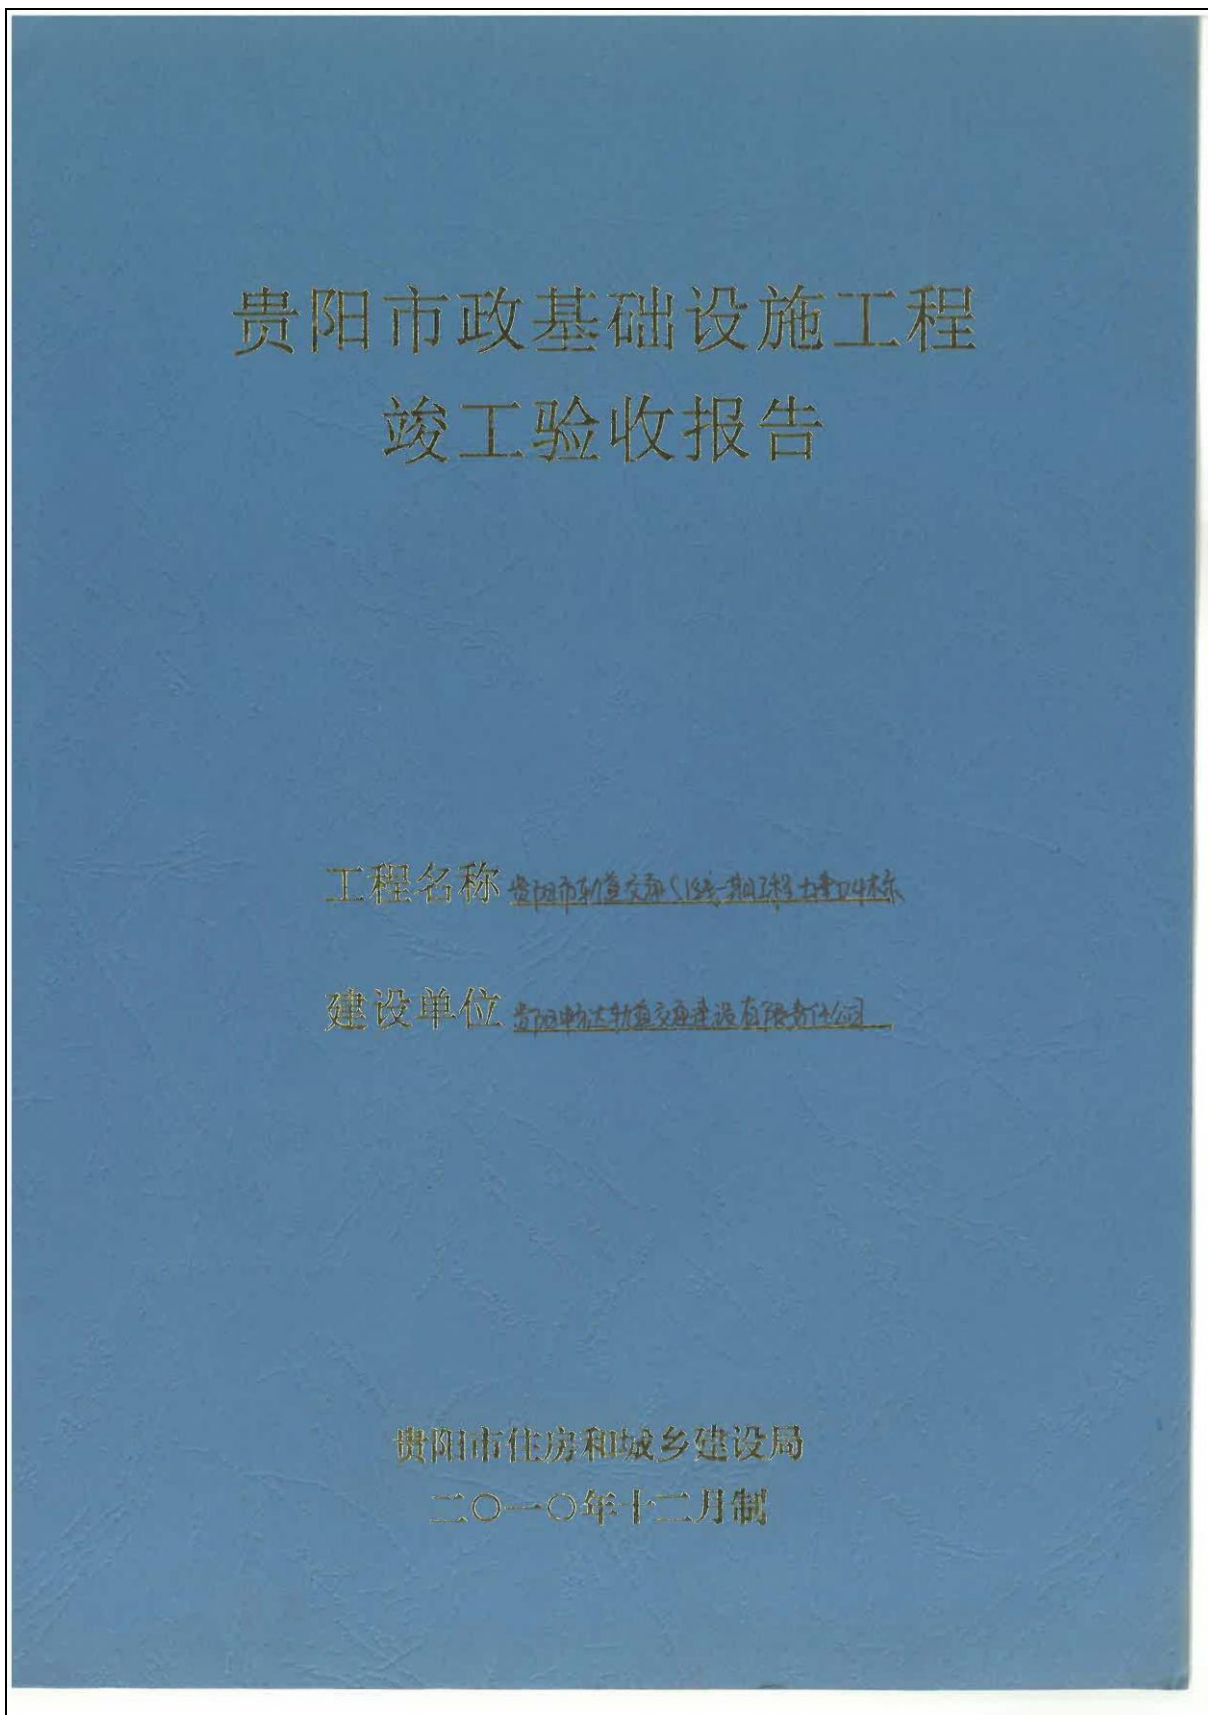 贵阳市政基础设施工程
竣工验收报告
工程名称 贵阳市轨道交通S1线一期工程土建04标
建设单位 贵阳畅达轨道交通建设有限责任公司
贵阳市住房和城乡建设局
二〇一〇年十二月制